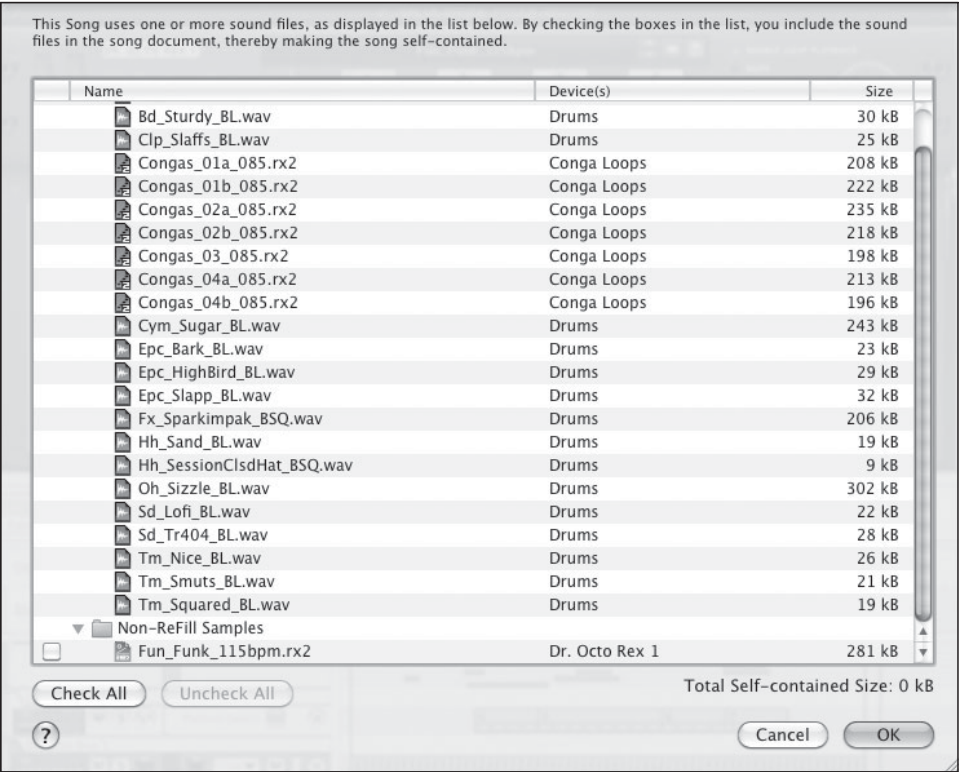 This Song uses one or more sound files, as displayed in the list below. By checking the boxes in the list, you include the sound
files in the song document, thereby making the song self-contained.
Name Device(s) Size
Bd_Sturdy_BL.wav Drums 30 kB
Clp_Slaffs_BL.wav Drums 25 kB
Congas_01a_085.rx2 Conga Loops 208 kB
Congas_01b_085.rx2 Conga Loops 222 kB
Congas_02a_085.rx2 Conga Loops 235 kB
Congas_02b_085.rx2 Conga Loops 218 kB
Congas_03_085.rx2 Conga Loops 198 kB
Congas_04a_085.rx2 Conga Loops 213 kB
Congas_04b_085.rx2 Conga Loops 196 kB
Cym_Sugar_BL.wav Drums 243 kB
Epc_Bark_BL.wav Drums 23 kB
Epc_HighBird_BL.wav Drums 29 kB
Epc_Slapp_BL.wav Drums 32 kB
Fx_Sparkimpak_BSQ.wav Drums 206 kB
Hh_Sand_BL.wav Drums 19 kB
Hh_SessionClsdHat_BSQ.wav Drums 9 kB
Oh_Sizzle_BL.wav Drums 302 kB
Sd_Lofi_BL.wav Drums 22 kB
Sd_Tr404_BL.wav Drums 28 kB
Tm_Nice_BL.wav Drums 26 kB
Tm_Smuts_BL.wav Drums 21 kB
Tm_Squared_BL.wav Drums 19 kB
Non-ReFill Samples
Fun_Funk_115bpm.rx2 Dr. Octo Rex 1 281 kB
Check All Uncheck All Total Self-contained Size: 0 kB
? Cancel OK